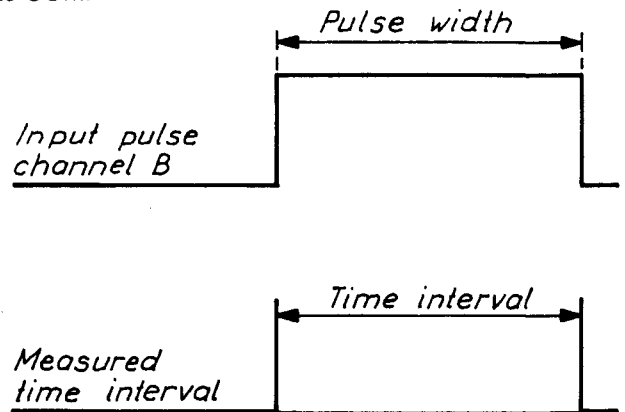 Pulse width
Input pulse
channel B
Time interval
Measured
time interval